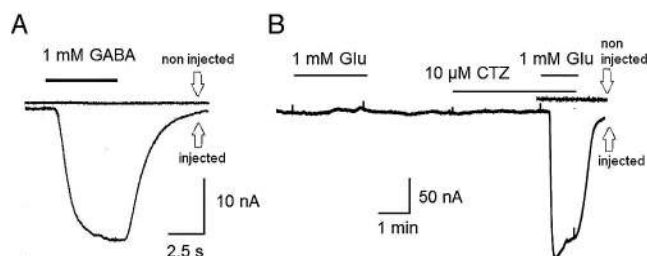 A
1 mM GABA
non injected
injected
10 nA
2.5 s
B
1 mM Glu
10 µM CTZ
1 mM Glu
non
injected
injected
50 nA
1 min